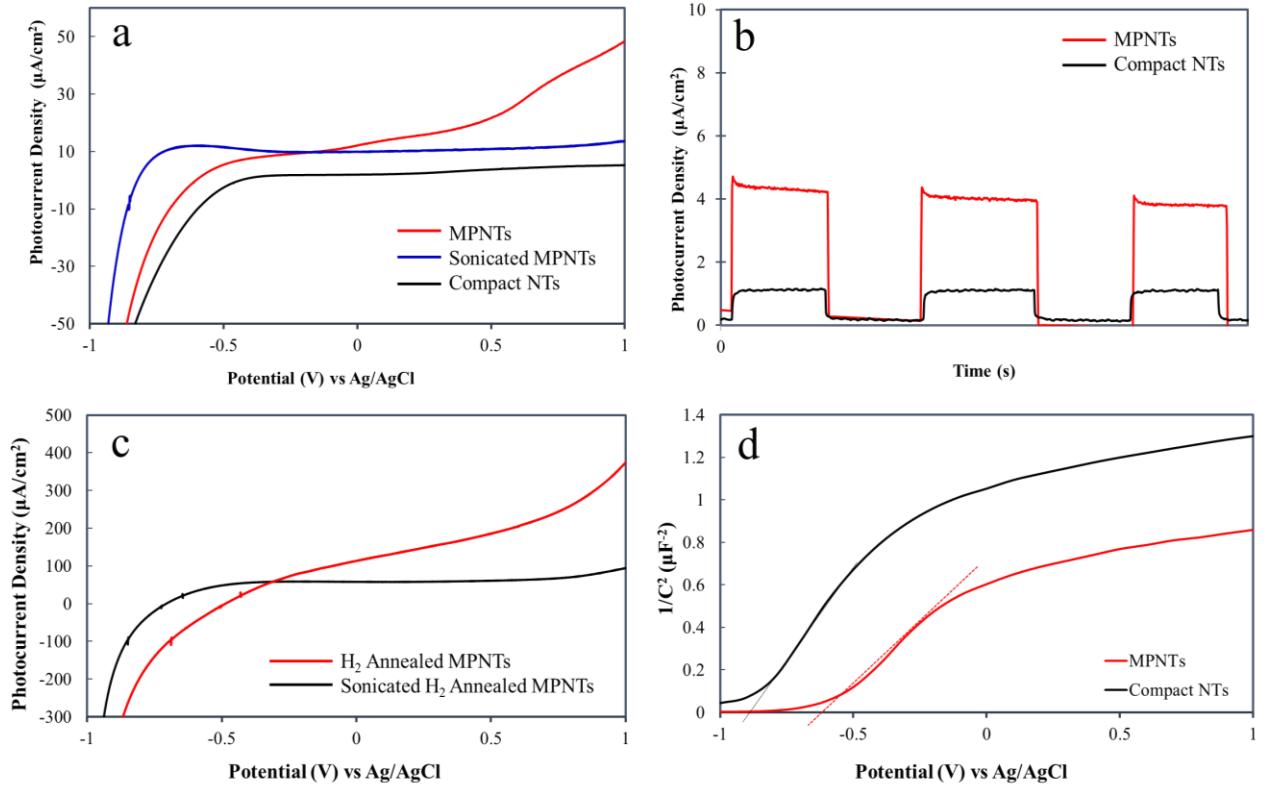 a
Photocurrent Density (µA/cm²)
50
30
10
-10
-30
-50
MPNTs
Sonicated MPNTs
Compact NTs
-1
-0.5
0
0.5
1
Potential (V) vs Ag/AgCl
b
Photocurrent Density (µA/cm²)
10
8
6
4
2
0
MPNTs
Compact NTs
0
Time (s)
c
Photocurrent Density (µA/cm²)
500
400
300
200
100
0
-100
-200
-300
H₂ Annealed MPNTs
Sonicated H₂ Annealed MPNTs
-1
-0.5
0
0.5
1
Potential (V) vs Ag/AgCl
d
1/C² (µF⁻²)
1.4
1.2
1
0.8
0.6
0.4
0.2
0
MPNTs
Compact NTs
-1
-0.5
0
0.5
1
Potential (V) vs Ag/AgCl